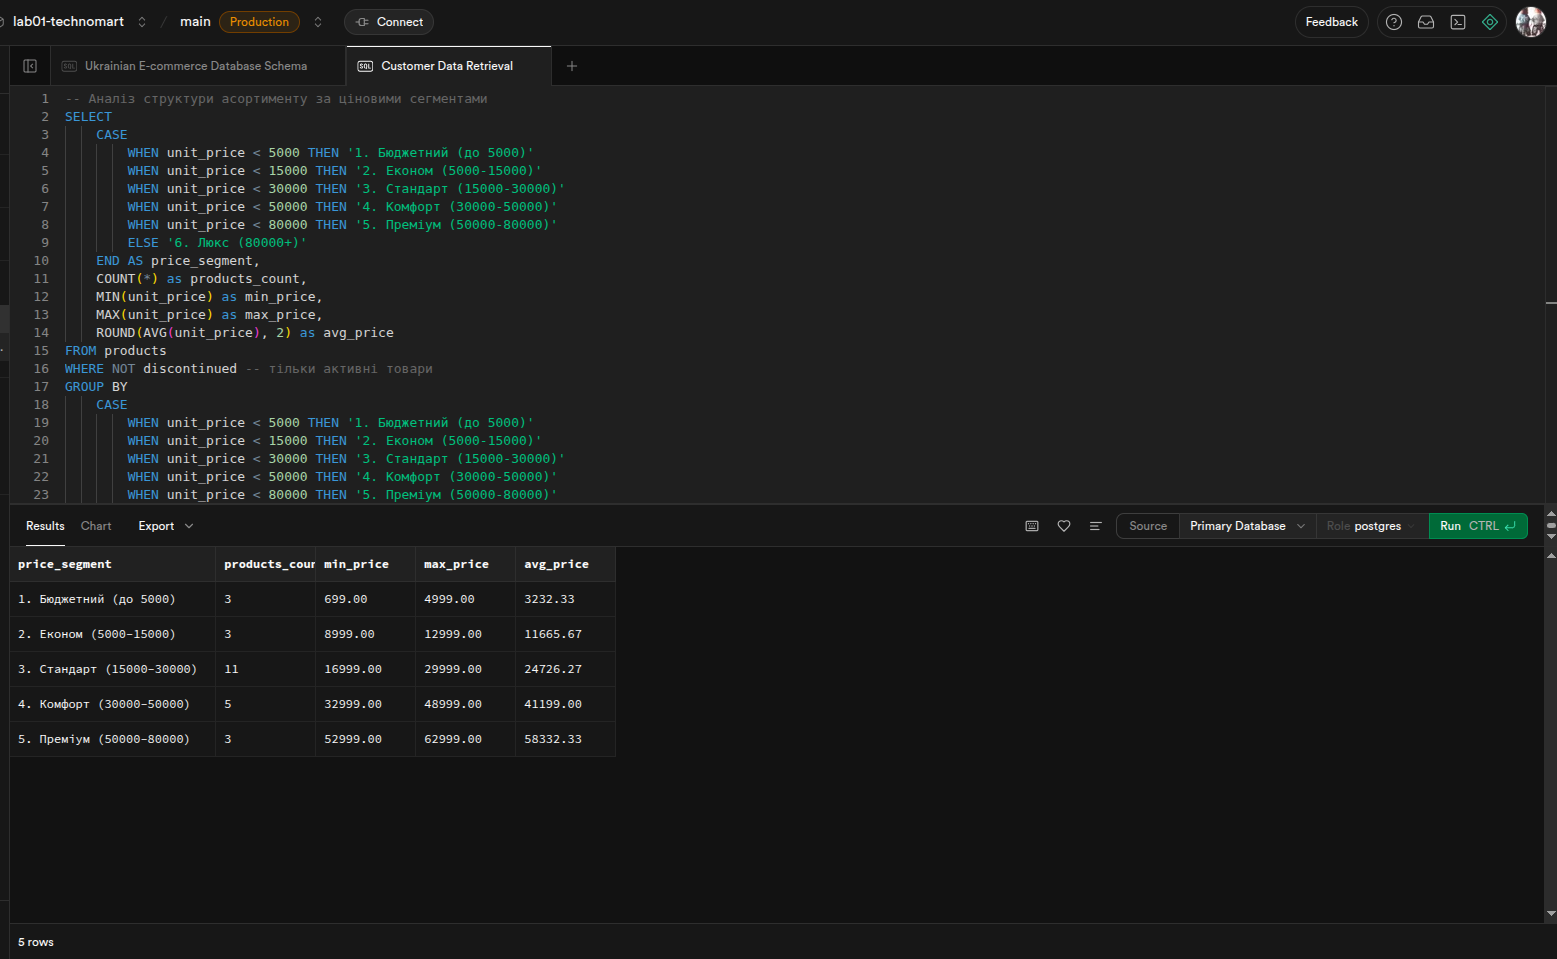 lab01-technomart / main Production Connect Feedback
Ukrainian E-commerce Database Schema
Customer Data Retrieval
1 -- Аналіз структури асортименту за ціновими сегментами
2 SELECT
3 CASE
4 WHEN unit_price < 5000 THEN '1. Бюджетний (до 5000)'
5 WHEN unit_price < 15000 THEN '2. Економ (5000-15000)'
6 WHEN unit_price < 30000 THEN '3. Стандарт (15000-30000)'
7 WHEN unit_price < 50000 THEN '4. Комфорт (30000-50000)'
8 WHEN unit_price < 80000 THEN '5. Преміум (50000-80000)'
9 ELSE '6. Люкс (80000+)'
10 END AS price_segment,
11 COUNT(*) as products_count,
12 MIN(unit_price) as min_price,
13 MAX(unit_price) as max_price,
14 ROUND(AVG(unit_price), 2) as avg_price
15 FROM products
16 WHERE NOT discontinued -- тільки активні товари
17 GROUP BY
18 CASE
19 WHEN unit_price < 5000 THEN '1. Бюджетний (до 5000)'
20 WHEN unit_price < 15000 THEN '2. Економ (5000-15000)'
21 WHEN unit_price < 30000 THEN '3. Стандарт (15000-30000)'
22 WHEN unit_price < 50000 THEN '4. Комфорт (30000-50000)'
23 WHEN unit_price < 80000 THEN '5. Преміум (50000-80000)'
Results Chart Export Source Primary Database Role postgres Run CTRL
price_segment products_coun min_price max_price avg_price
1. Бюджетний (до 5000) 3 699.00 4999.00 3232.33
2. Економ (5000-15000) 3 8999.00 12999.00 11665.67
3. Стандарт (15000-30000) 11 16999.00 29999.00 24726.27
4. Комфорт (30000-50000) 5 32999.00 48999.00 41199.00
5. Преміум (50000-80000) 3 52999.00 62999.00 58332.33
5 rows